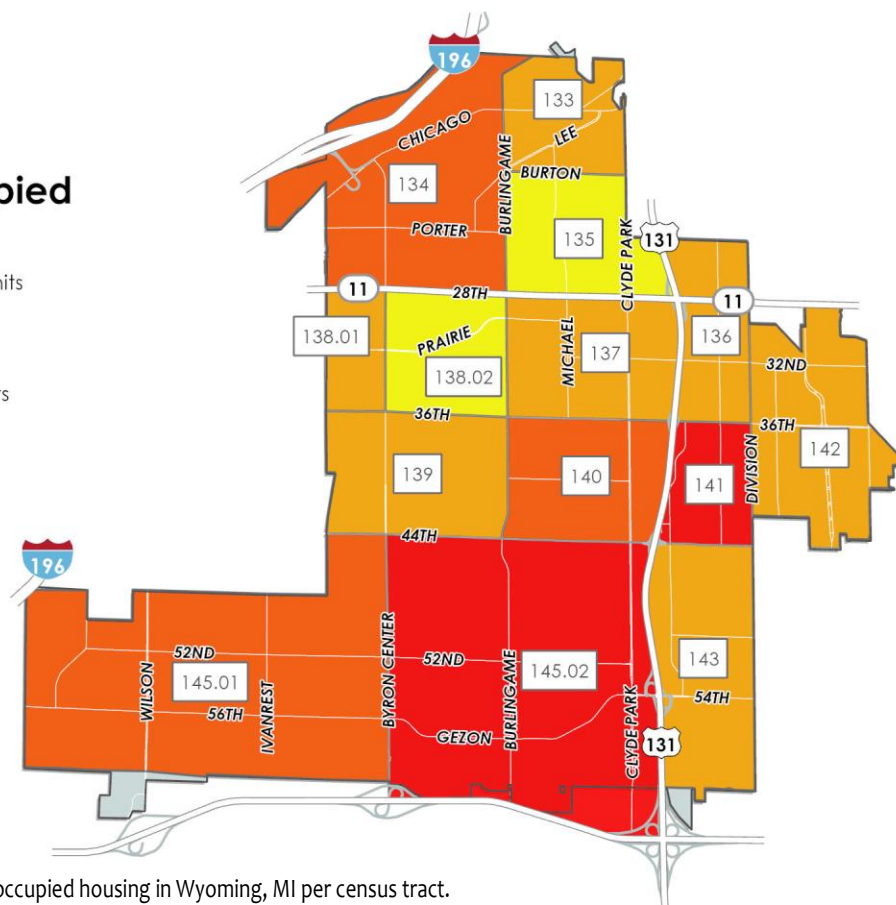 196
133
CHICAGO
LEE
BURTON
BURLINGAME
134
pied
PORTER
135
CLYDE PARK
131
nits
11
28TH
11
138.01
PRAIRIE
MICHAEL
137
136
138.02
32ND
ts
36TH
36TH
142
139
140
141
DIVISION
44TH
196
BYRON CENTER
52ND
52ND
143
WILSON
145.01
IVANREST
BURLINGAME
145.02
CLYDE PARK
54TH
56TH
GEZON
131
occupied housing in Wyoming, MI per census tract.